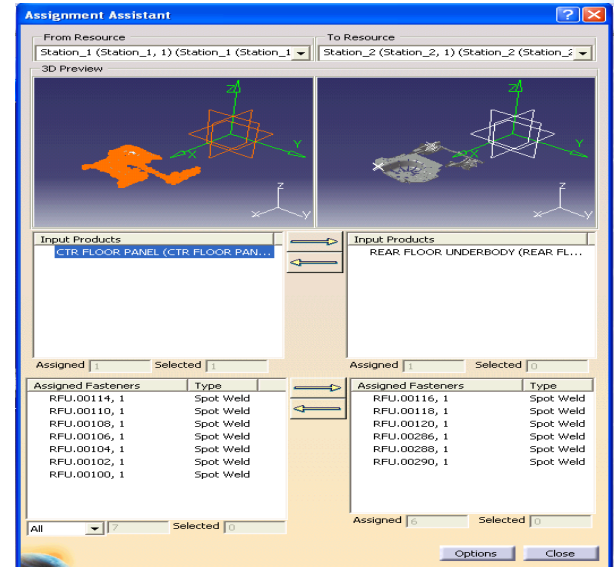 Assignment Assistant
From Resource To Resource
Station_1 (Station_1, 1) (Station_1 (Station_1 Station_2 (Station_2, 1) (Station_2 (Station_2
3D Preview
Z Z
Y Y
X X
z z
x y x y
Input Products Input Products
CTR FLOOR PANEL (CTR FLOOR PAN... REAR FLOOR UNDERBODY (REAR FL...
Assigned 1 Selected 1 Assigned 1 Selected 0
Assigned Fasteners Type Assigned Fasteners Type
RFU.00114, 1 Spot Weld RFU.00116, 1 Spot Weld
RFU.00110, 1 Spot Weld RFU.00118, 1 Spot Weld
RFU.00108, 1 Spot Weld RFU.00120, 1 Spot Weld
RFU.00106, 1 Spot Weld RFU.00286, 1 Spot Weld
RFU.00104, 1 Spot Weld RFU.00288, 1 Spot Weld
RFU.00102, 1 Spot Weld RFU.00290, 1 Spot Weld
RFU.00100, 1 Spot Weld
All 7 Selected 0 Assigned 6 Selected 0
Options Close